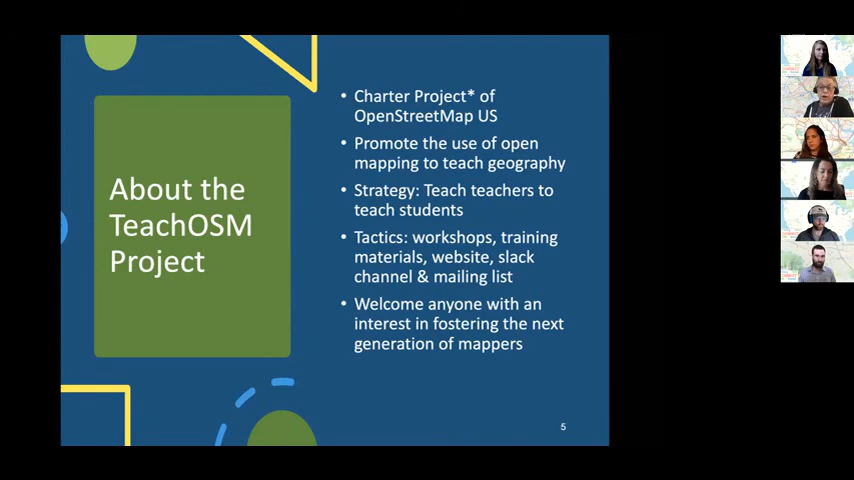 About the
TeachOSM
Project
• Charter Project* of
OpenStreetMap US
• Promote the use of open
mapping to teach geography
• Strategy: Teach teachers to
teach students
• Tactics: workshops, training
materials, website, slack
channel & mailing list
• Welcome anyone with an
interest in fostering the next
generation of mappers
5